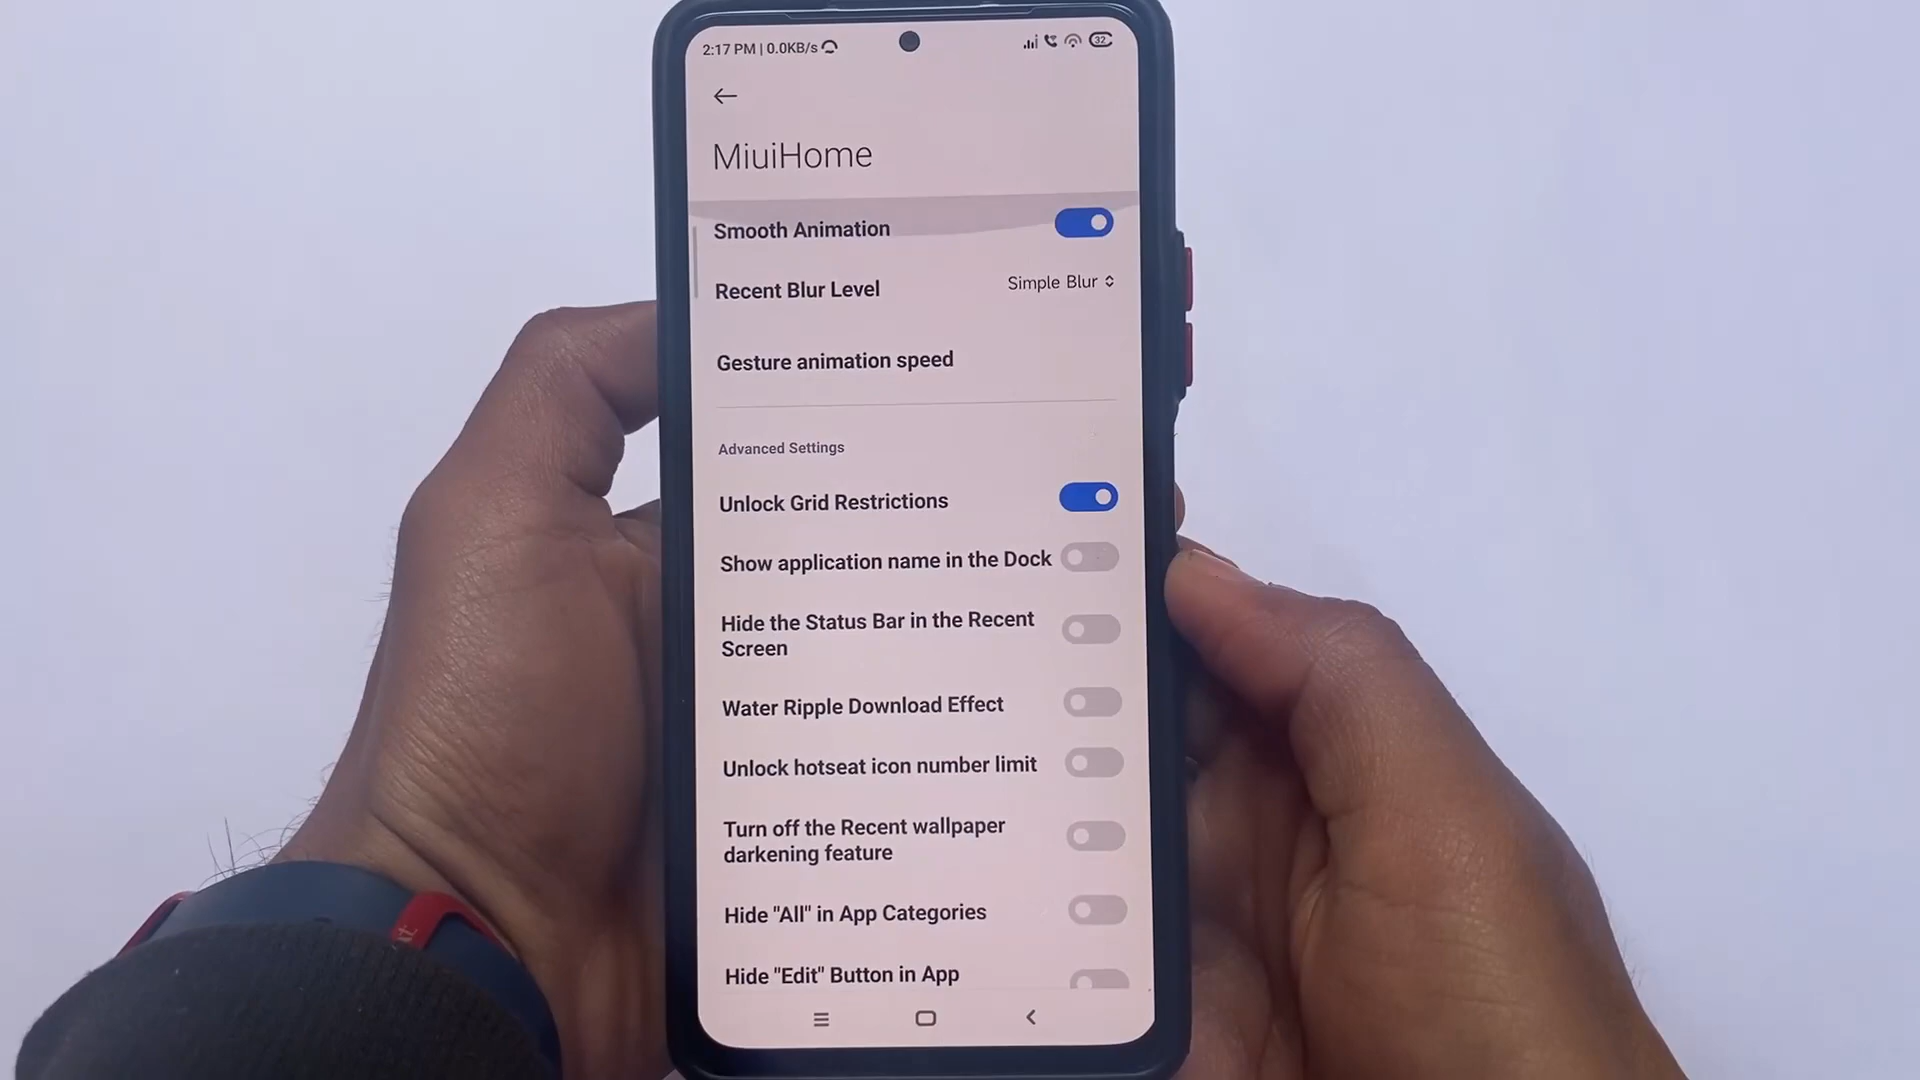 2:17 PM | 0.0KB/s
32
MiuiHome
Smooth Animation
Recent Blur Level
Simple Blur
Gesture animation speed
Advanced Settings
Unlock Grid Restrictions
Show application name in the Dock
Hide the Status Bar in the Recent
Screen
Water Ripple Download Effect
Unlock hotseat icon number limit
Turn off the Recent wallpaper
darkening feature
Hide "All" in App Categories
Hide "Edit" Button in App